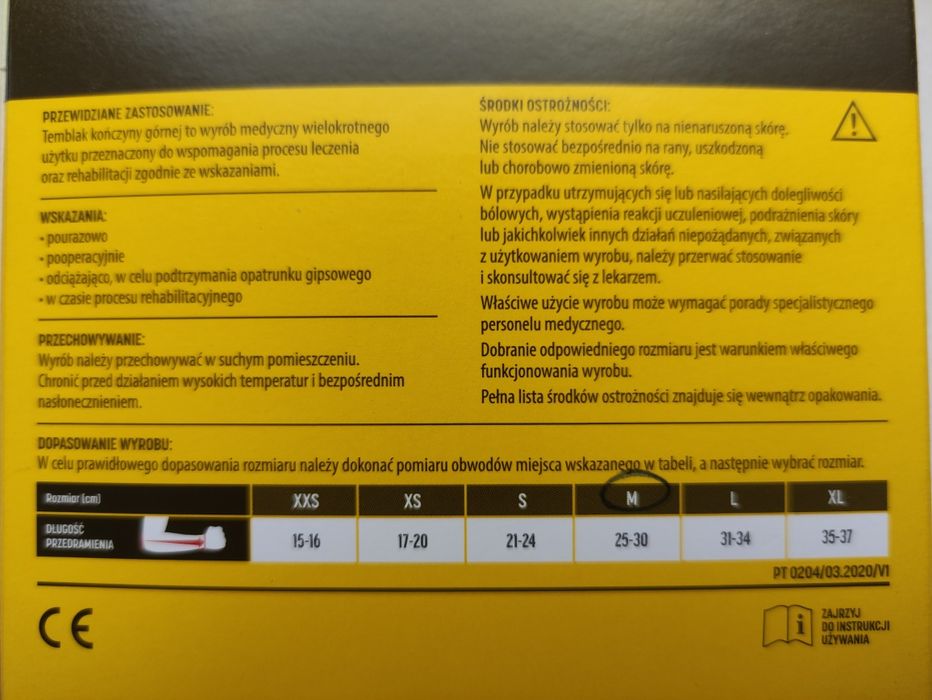 PRZEWIDZIANE ZASTOSOWANIE:
Temblak kończyny górnej to wyrób medyczny wielokrotnego
użytku przeznaczony do wspomagania procesu leczenia
oraz rehabilitacji zgodnie ze wskazaniami.
WSKAZANIA:
• pourazowo
• pooperacyjnie
• odciążająco, w celu podtrzymania opatrunku gipsowego
• w czasie procesu rehabilitacyjnego
PRZECHOWYWANIE:
Wyrób należy przechowywać w suchym pomieszczeniu.
Chronić przed działaniem wysokich temperatur i bezpośrednim
nasłonecznieniem.
ŚRODKI OSTROŻNOŚCI:
Wyrób należy stosować tylko na nienaruszoną skórę.
Nie stosować bezpośrednio na rany, uszkodzoną
lub chorobowo zmienioną skórę.
W przypadku utrzymujących się lub nasilających dolegliwości
bólowych, wystąpienia reakcji uczuleniowej, podrażnienia skóry
lub jakichkolwiek innych działań niepożądanych, związanych
z użytkowaniem wyrobu, należy przerwać stosowanie
i skonsultować się z lekarzem.
Właściwe użycie wyrobu może wymagać porady specjalistycznego
personelu medycznego.
Dobranie odpowiedniego rozmiaru jest warunkiem właściwego
funkcjonowania wyrobu.
Pełna lista środków ostrożności znajduje się wewnątrz opakowania.
DOPASOWANIE WYROBU:
W celu prawidłowego dopasowania rozmiaru należy dokonać pomiaru obwodów miejsca wskazanego w tabeli, a następnie wybrać rozmiar.
Rozmiar (cm) XXS XS S M L XL
DŁUGOŚĆ
PRZEDRAMIENIA 15-16 17-20 21-24 25-30 31-34 35-37
PT 0204/03.2020/V1
CE
ZAJRZYJ
DO INSTRUKCJI
UŻYWANIA